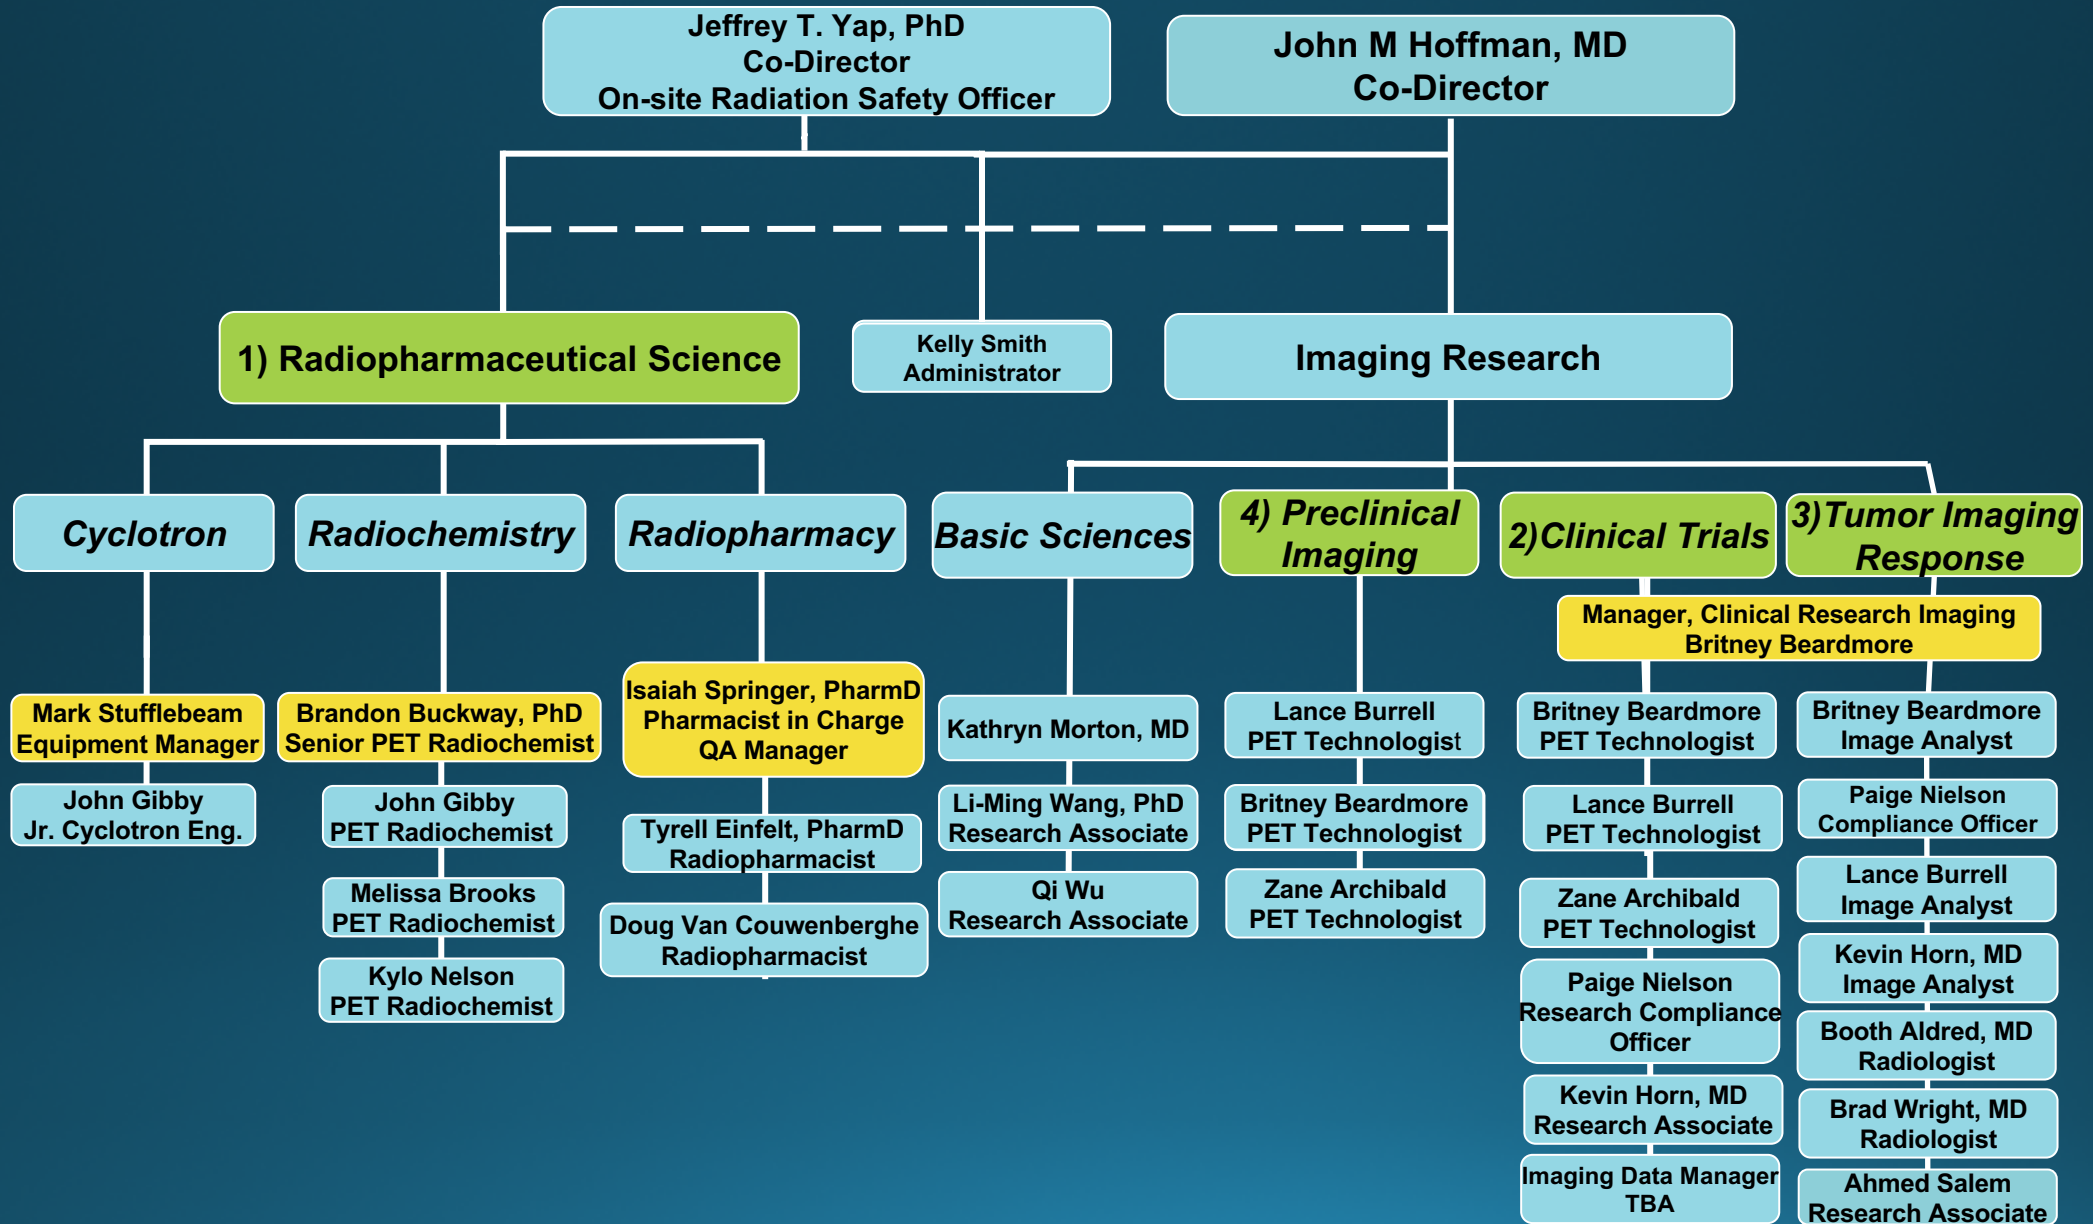 Jeffrey T. Yap, PhD
Co-Director
On-site Radiation Safety Officer
John M Hoffman, MD
Co-Director
1) Radiopharmaceutical Science
Kelly Smith
Administrator
Imaging Research
Cyclotron
Radiochemistry
Radiopharmacy
Basic Sciences
4) Preclinical
Imaging
2)Clinical Trials
3)Tumor Imaging
Response
Manager, Clinical Research Imaging
Britney Beardmore
Mark Stufflebeam
Equipment Manager
John Gibby
Jr. Cyclotron Eng.
Brandon Buckway, PhD
Senior PET Radiochemist
John Gibby
PET Radiochemist
Melissa Brooks
PET Radiochemist
Kylo Nelson
PET Radiochemist
Isaiah Springer, PharmD
Pharmacist in Charge
QA Manager
Tyrell Einfelt, PharmD
Radiopharmacist
Doug Van Couwenberghe
Radiopharmacist
Kathryn Morton, MD
Li-Ming Wang, PhD
Research Associate
Qi Wu
Research Associate
Lance Burrell
PET Technologist
Britney Beardmore
PET Technologist
Zane Archibald
PET Technologist
Britney Beardmore
PET Technologist
Lance Burrell
PET Technologist
Zane Archibald
PET Technologist
Paige Nielson
Research Compliance
Officer
Kevin Horn, MD
Research Associate
Imaging Data Manager
TBA
Britney Beardmore
Image Analyst
Paige Nielson
Compliance Officer
Lance Burrell
Image Analyst
Kevin Horn, MD
Image Analyst
Booth Aldred, MD
Radiologist
Brad Wright, MD
Radiologist
Ahmed Salem
Research Associate